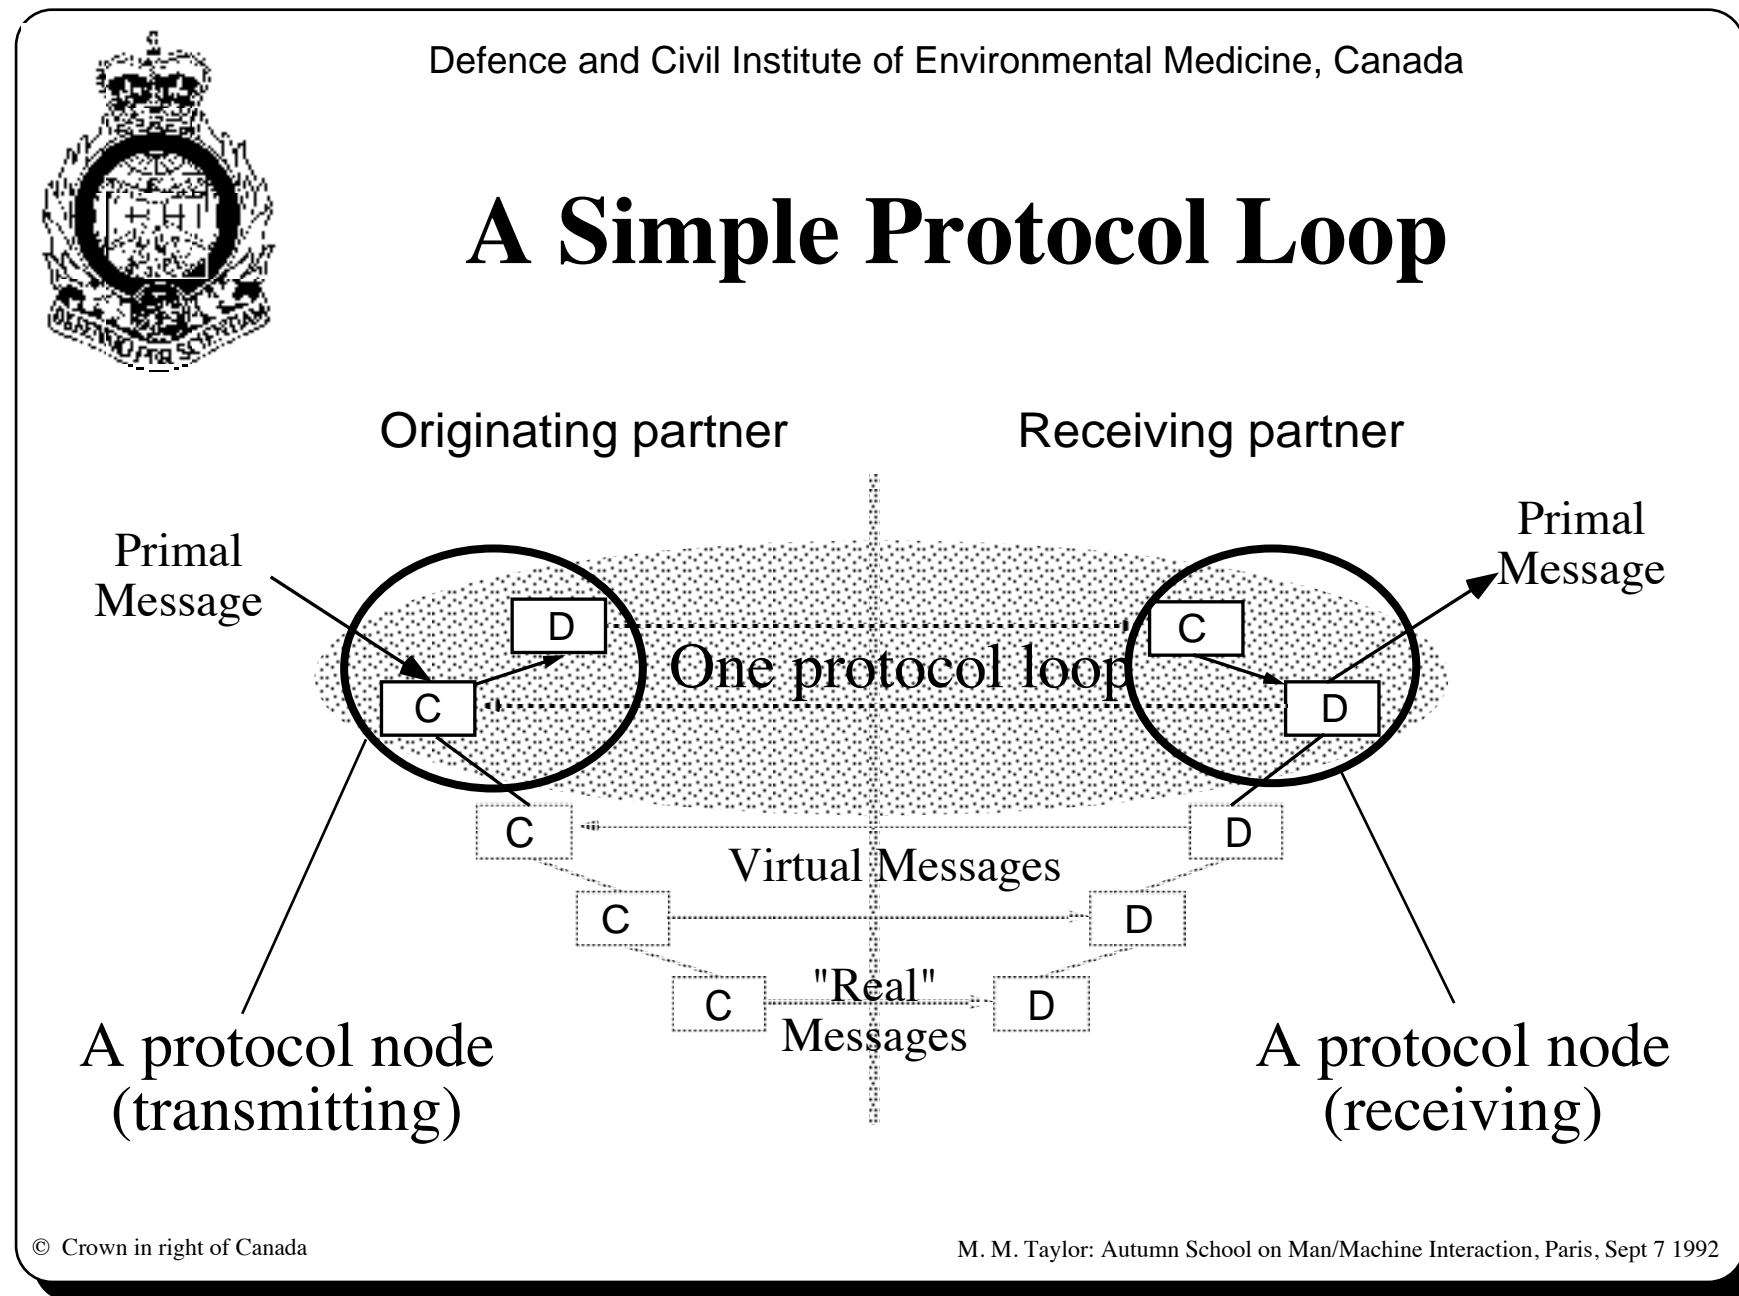 Defence and Civil Institute of Environmental Medicine, Canada
A Simple Protocol Loop
Originating partner
Receiving partner
Primal
Message
Primal
Message
D
C
One protocol loop
C
D
C
D
Virtual Messages
C
D
"Real"
Messages
C
D
A protocol node
(transmitting)
A protocol node
(receiving)
© Crown in right of Canada
M. M. Taylor: Autumn School on Man/Machine Interaction, Paris, Sept 7 1992